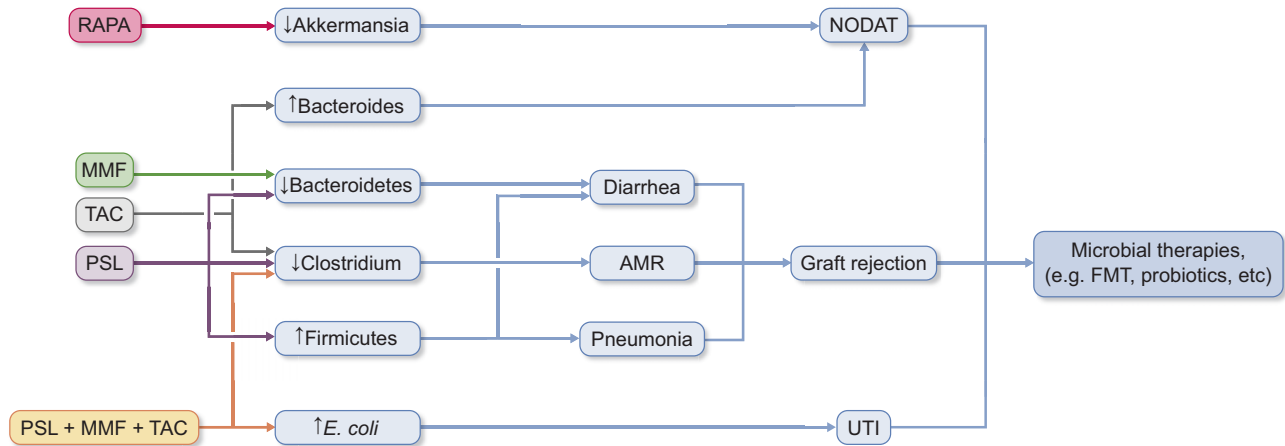 RAPA
↓Akkermansia
NODAT
↑Bacteroides
MMF
↓Bacteroidetes
Diarrhea
TAC
PSL
↓Clostridium
AMR
Graft rejection
Microbial therapies,
(e.g. FMT, probiotics, etc)
↑Firmicutes
Pneumonia
PSL + MMF + TAC
↑E. coli
UTI